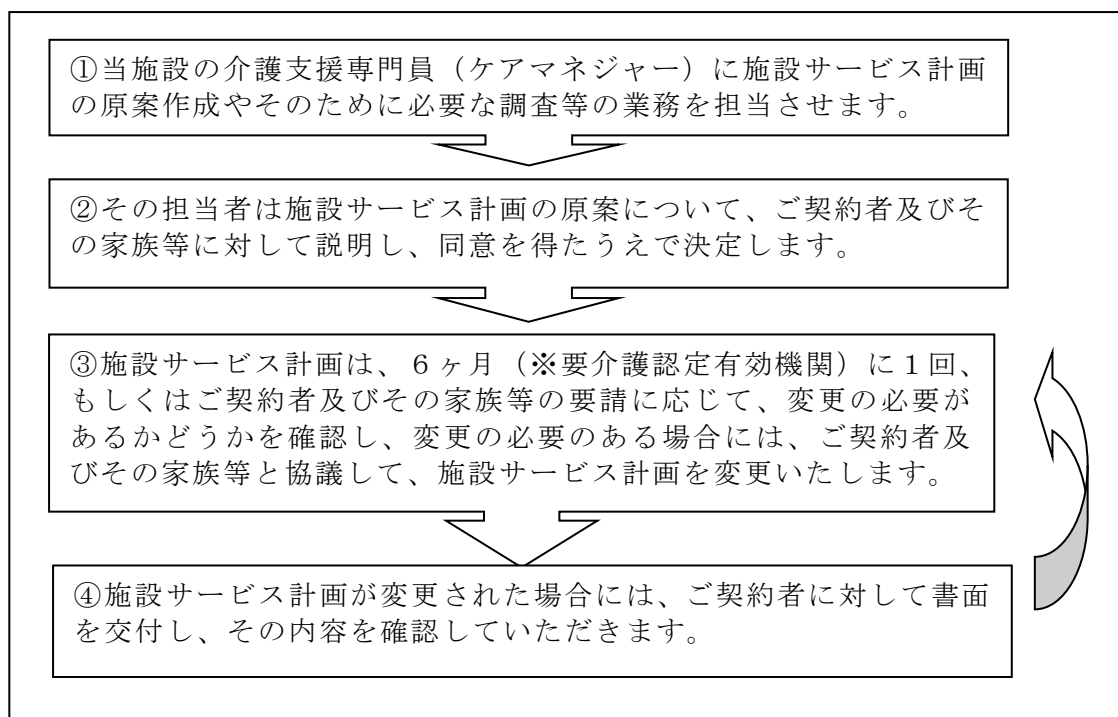 ①当施設の介護支援専門員（ケアマネジャー）に施設サービス計画
の原案作成やそのために必要な調査等の業務を担当させます。
②その担当者は施設サービス計画の原案について、ご契約者及びそ
の家族等に対して説明し、同意を得たうえで決定します。
③施設サービス計画は、６ヶ月（※要介護認定有効機関）に１回、
もしくはご契約者及びその家族等の要請に応じて、変更の必要が
あるかどうかを確認し、変更の必要のある場合には、ご契約者及
びその家族等と協議して、施設サービス計画を変更いたします。
④施設サービス計画が変更された場合には、ご契約者に対して書面
を交付し、その内容を確認していただきます。